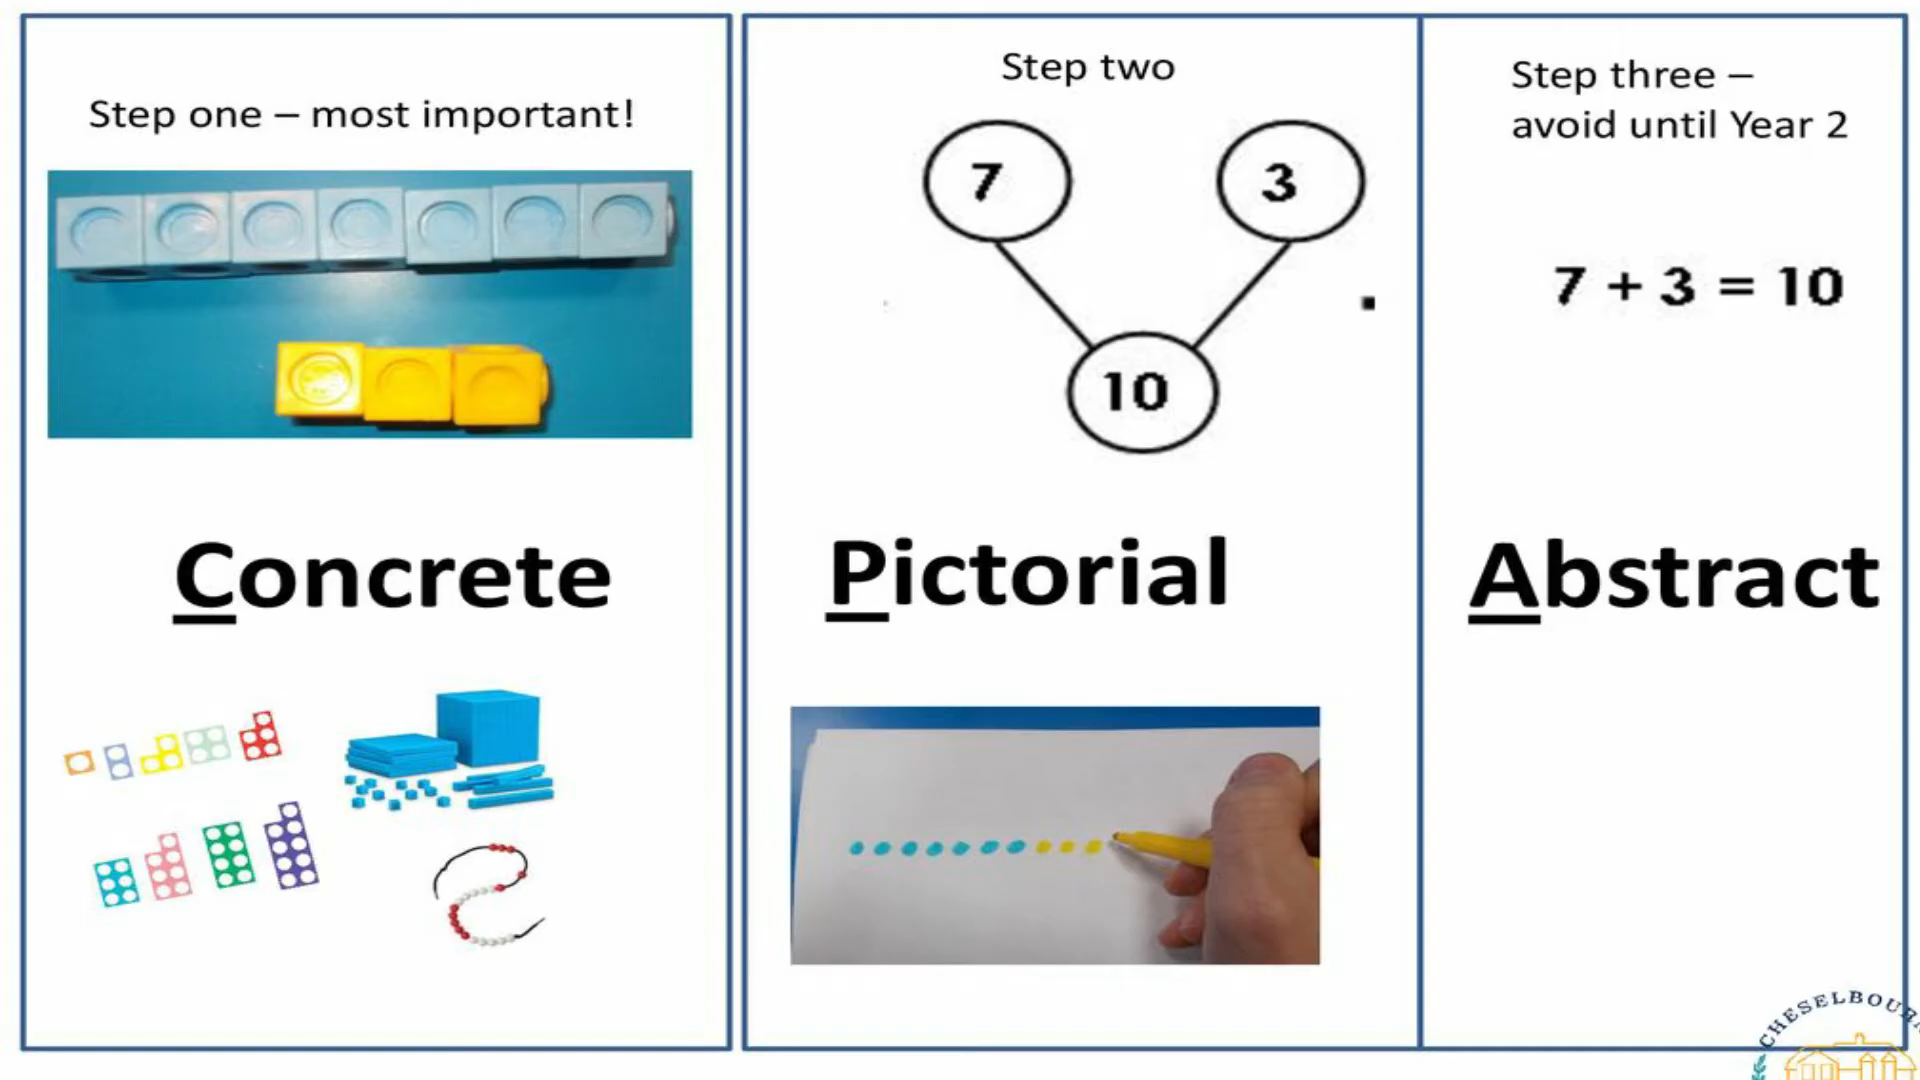 Step one – most important!
Concrete
Step two
7
3
10
Pictorial
Step three –
avoid until Year 2
7 + 3 = 10
Abstract